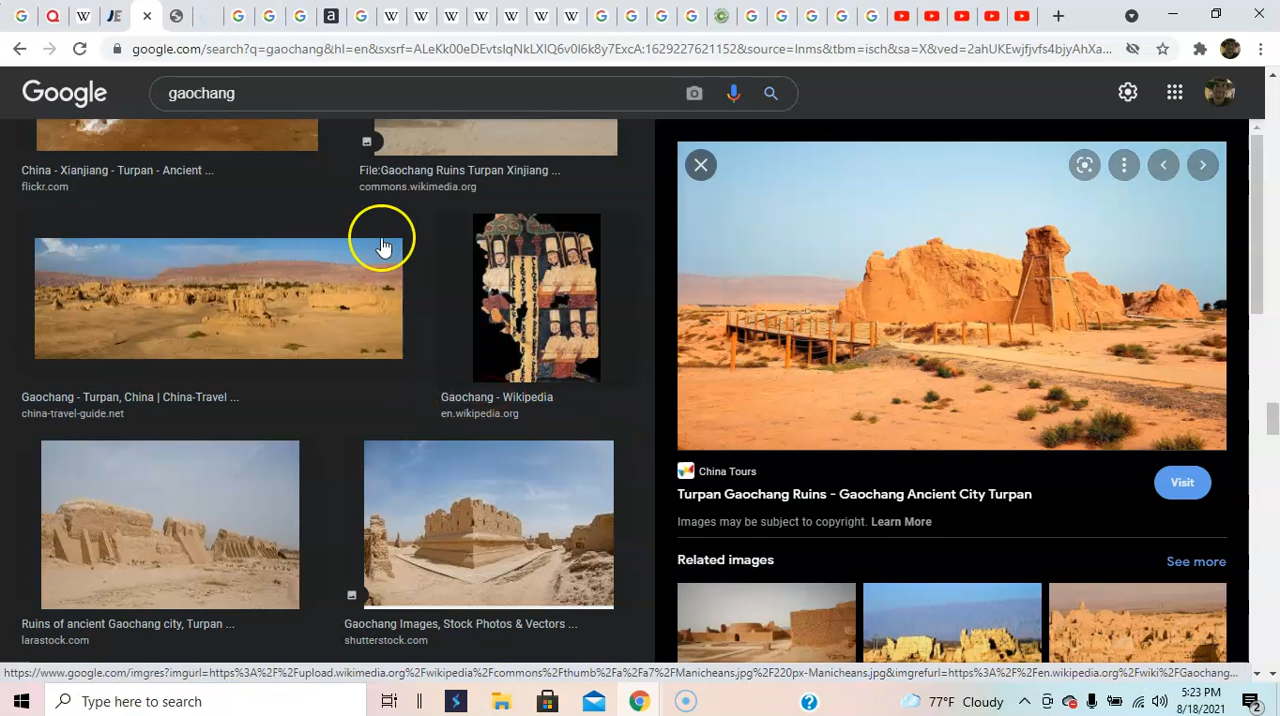 google.com/search?q=gaochang&hl=en&sxsrf=ALeKk00eDEvtsIqNkLXIQ6v0I6k8y7ExcA:1629227621152&source=lnms&tbm=isch&sa=X&ved=2ahUKEwjfjvfs4bjyAhXa...
Google
gaochang
China - Xianjiang - Turpan - Ancient ...
flickr.com
File:Gaochang Ruins Turpan Xinjiang ...
commons.wikimedia.org
Gaochang - Turpan, China | China-Travel ...
china-travel-guide.net
Gaochang - Wikipedia
en.wikipedia.org
Ruins of ancient Gaochang city, Turpan ...
larastock.com
Gaochang Images, Stock Photos & Vectors ...
shutterstock.com
China Tours
Turpan Gaochang Ruins - Gaochang Ancient City Turpan
Visit
Images may be subject to copyright. Learn More
Related images
See more
https://www.google.com/imgres?imgurl=https%3A%2F%2Fupload.wikimedia.org%2Fwikipedia%2Fcommons%2Fthumb%2Fa%2Fa7%2FManicheans.jpg%2F220px-Manicheans.jpg&imgrefurl=https%3A%2F%2Fen.wikipedia.org%2Fwiki%2FGaochang...
Type here to search
77°F Cloudy
5:23 PM
8/18/2021
2